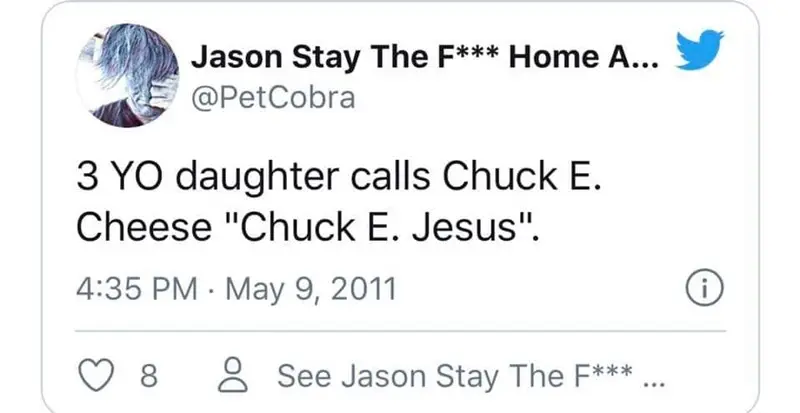 Jason Stay The F*** Home A...
@PetCobra
3 YO daughter calls Chuck E.
Cheese "Chuck E. Jesus".
4:35 PM · May 9, 2011
8
See Jason Stay The F*** ...